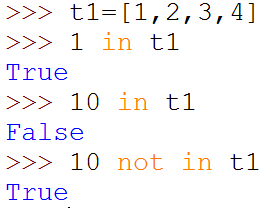 >>> t1=[1,2,3,4]
>>> 1 in t1
True
>>> 10 in t1
False
>>> 10 not in t1
True